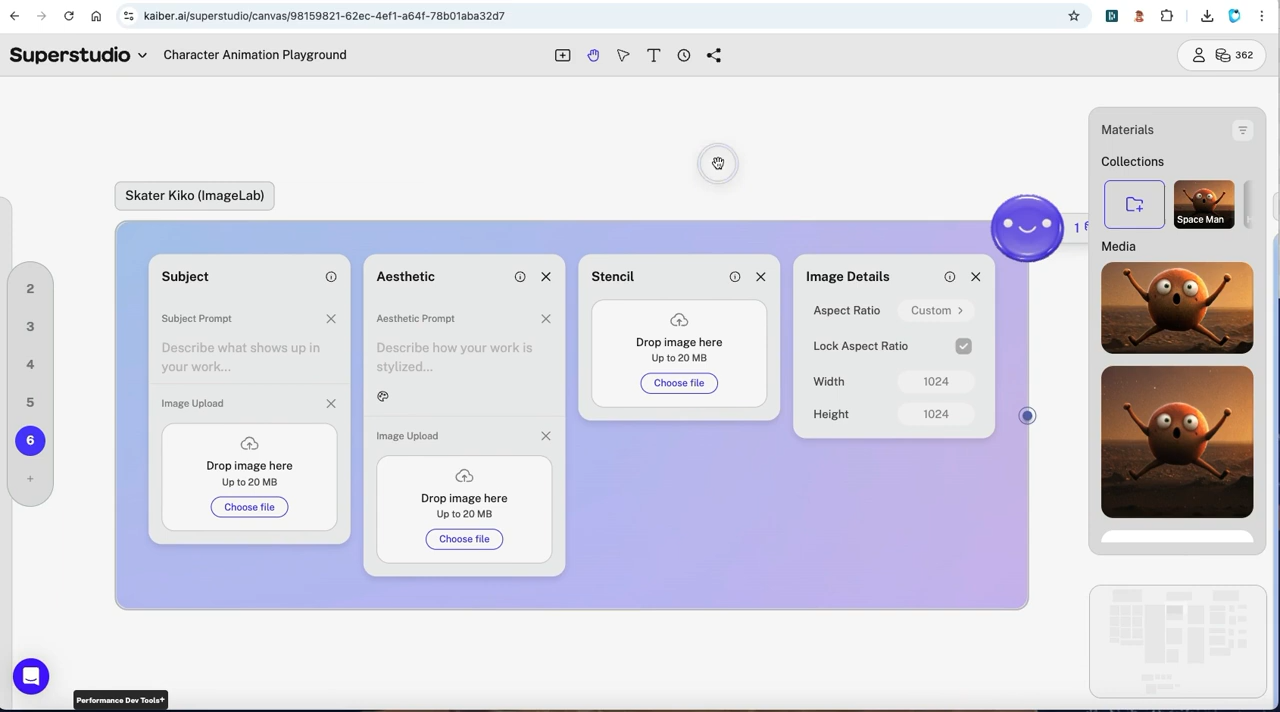 kaiber.ai/superstudio/canvas/98159821-62ec-4ef1-a64f-78b01aba32d7
Superstudio
Character Animation Playground
362
Skater Kiko (ImageLab)
2
3
4
5
6
+
Subject
Subject Prompt
Describe what shows up in
your work...
Image Upload
Drop image here
Up to 20 MB
Choose file
Aesthetic
Aesthetic Prompt
Describe how your work is
stylized...
Image Upload
Drop image here
Up to 20 MB
Choose file
Stencil
Drop image here
Up to 20 MB
Choose file
Image Details
Aspect Ratio
Custom
Lock Aspect Ratio
Width
1024
Height
1024
1
Materials
Collections
Space Man
Media
Performance Dev Tools+